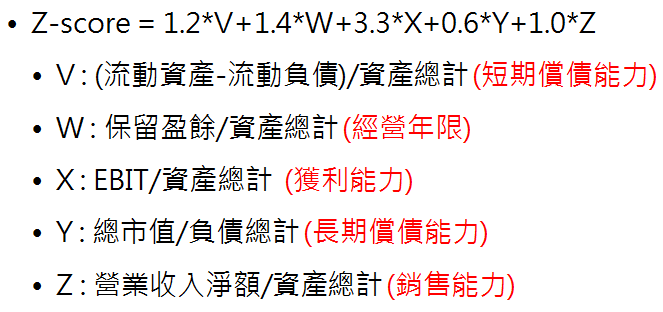 • Z-score = 1.2*V+1.4*W+3.3*X+0.6*Y+1.0*Z
• V : (流動資產-流動負債)/資產總計(短期償債能力)
• W : 保留盈餘/資產總計(經營年限)
• X : EBIT/資產總計 (獲利能力)
• Y : 總市值/負債總計(長期償債能力)
• Z : 營業收入淨額/資產總計(銷售能力)